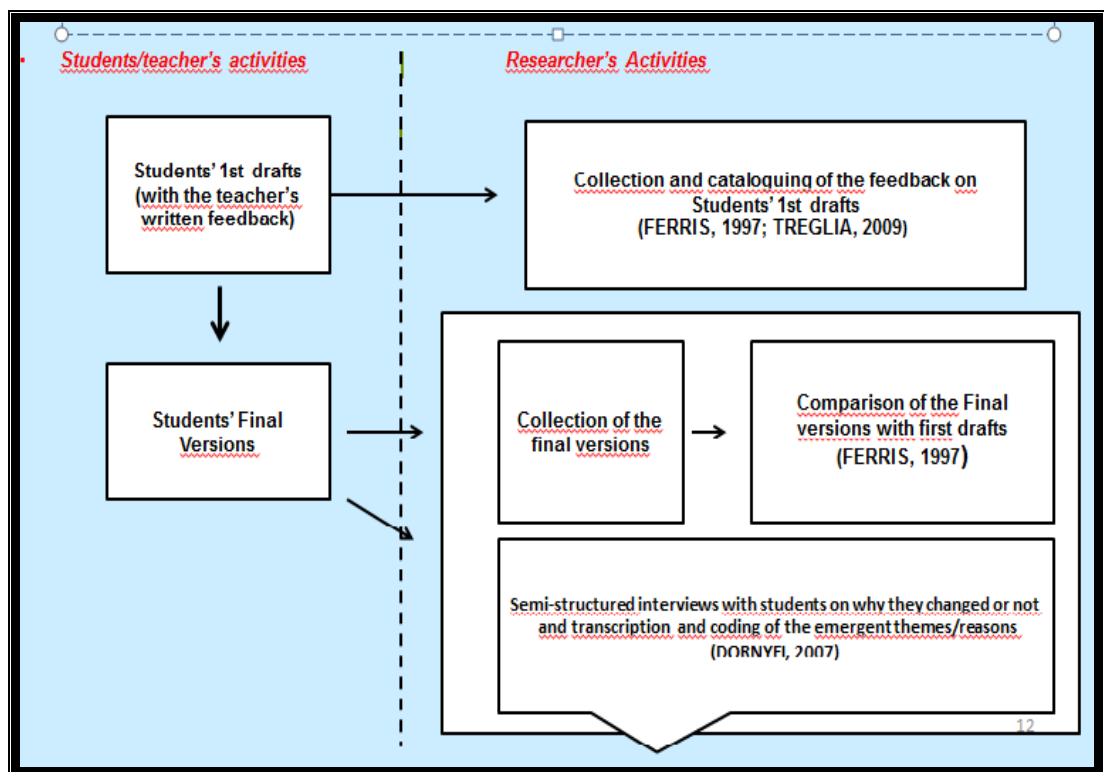 • Students/teacher's activities
Researcher's Activities
Students' 1st drafts
(with the teacher's
written feedback)
Collection and cataloguing of the feedback on
Students' 1st drafts
(FERRIS, 1997; TREGLIA, 2009)
Students' Final
Versions
Collection of the
final versions
Comparison of the Final
versions with first drafts
(FERRIS, 1997)
Semi-structured interviews with students on why they changed or not
and transcription and coding of the emergent themes/reasons
(DORNYEI, 2007)
12